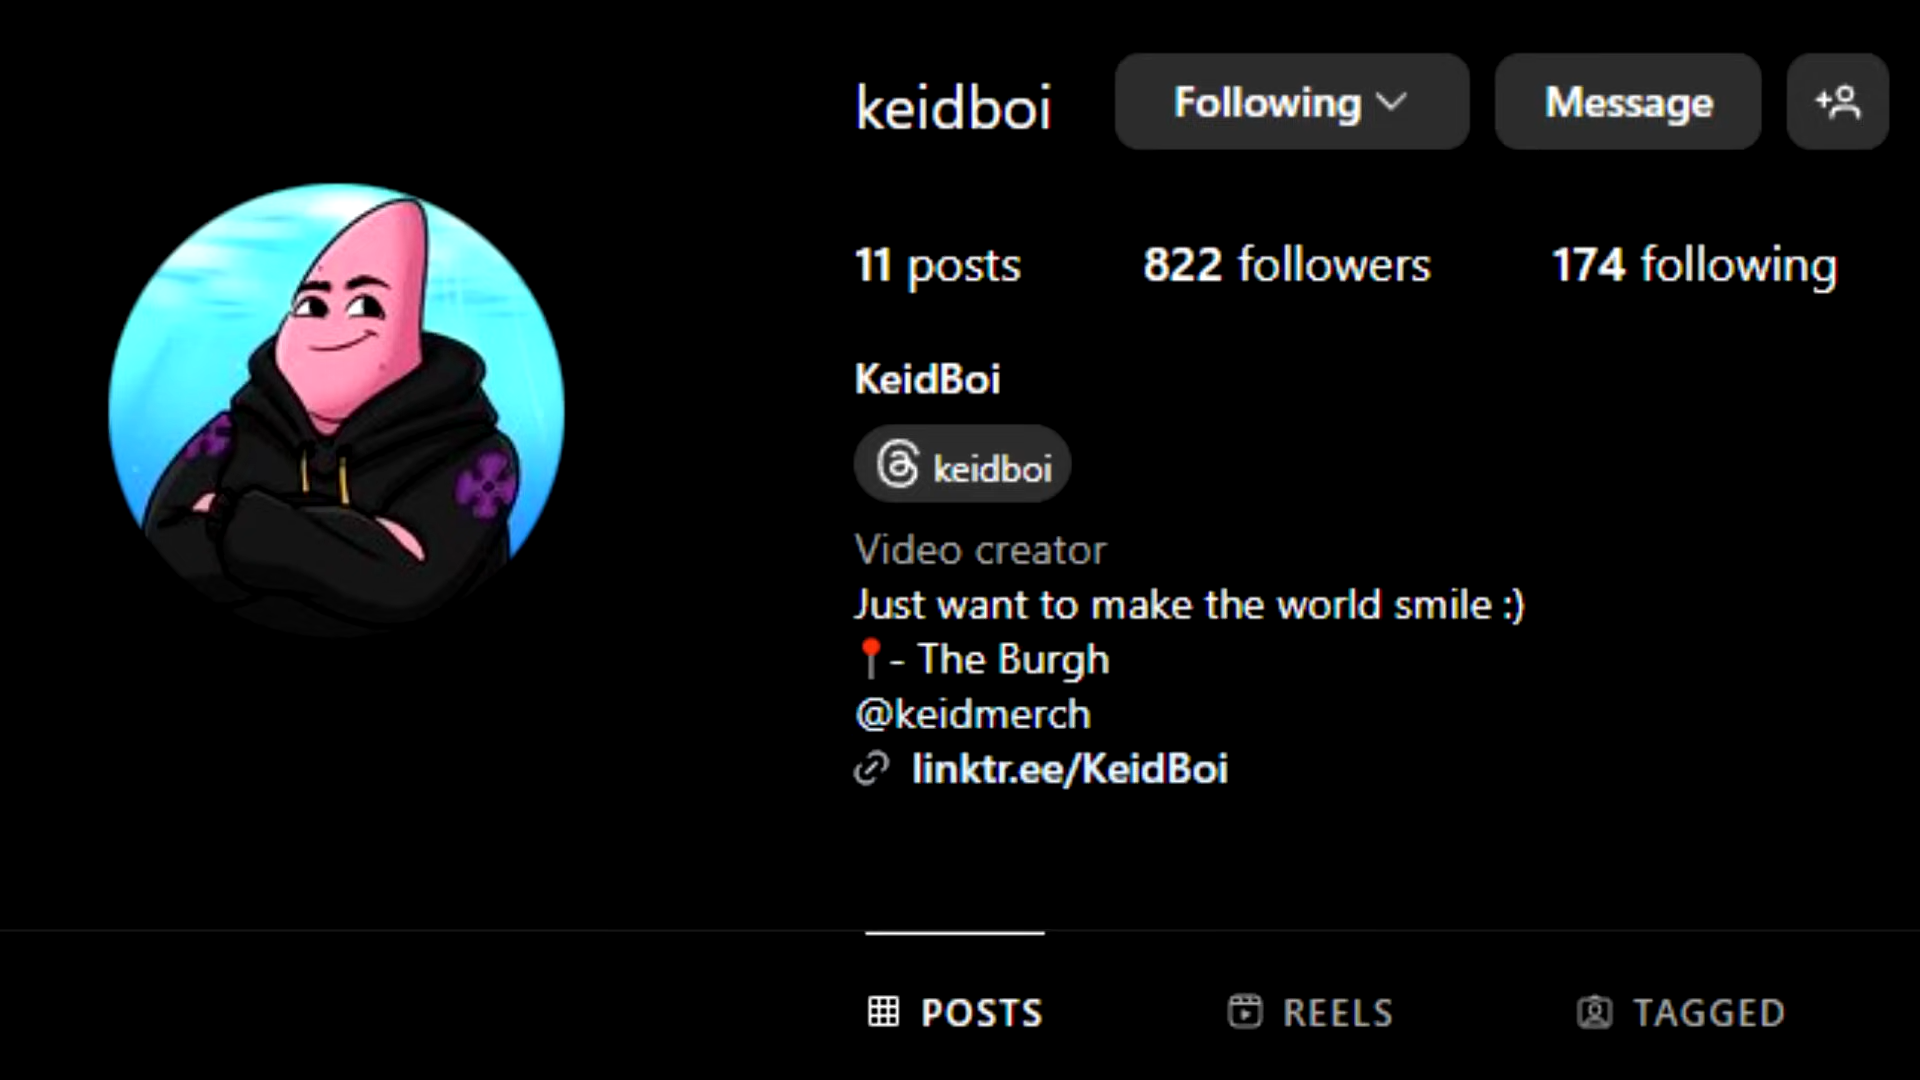 keidboi Following Message
11 posts 822 followers 174 following
KeidBoi
keidboi
Video creator
Just want to make the world smile :)
📍- The Burgh
@keidmerch
linktr.ee/KeidBoi
POSTS REELS TAGGED